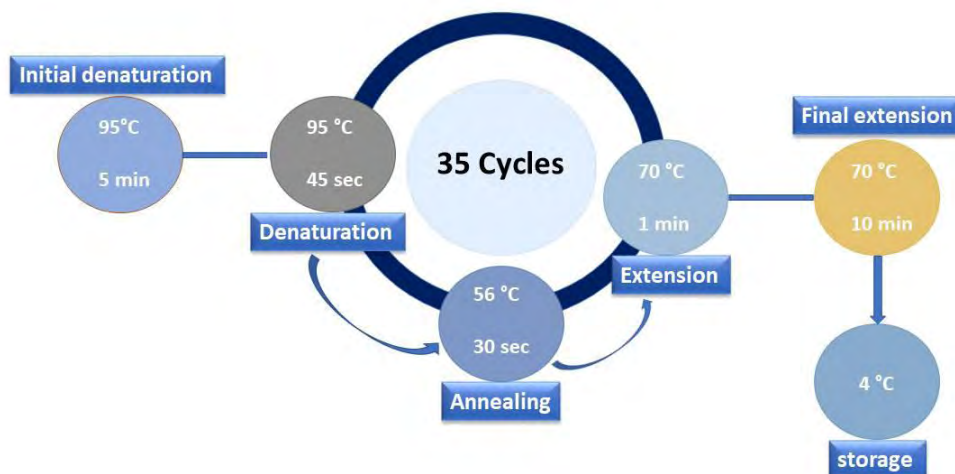 Initial denaturation
95°C
5 min
95 °C
45 sec
Denaturation
35 Cycles
56 °C
30 sec
Annealing
70 °C
1 min
Extension
Final extension
70 °C
10 min
4 °C
storage